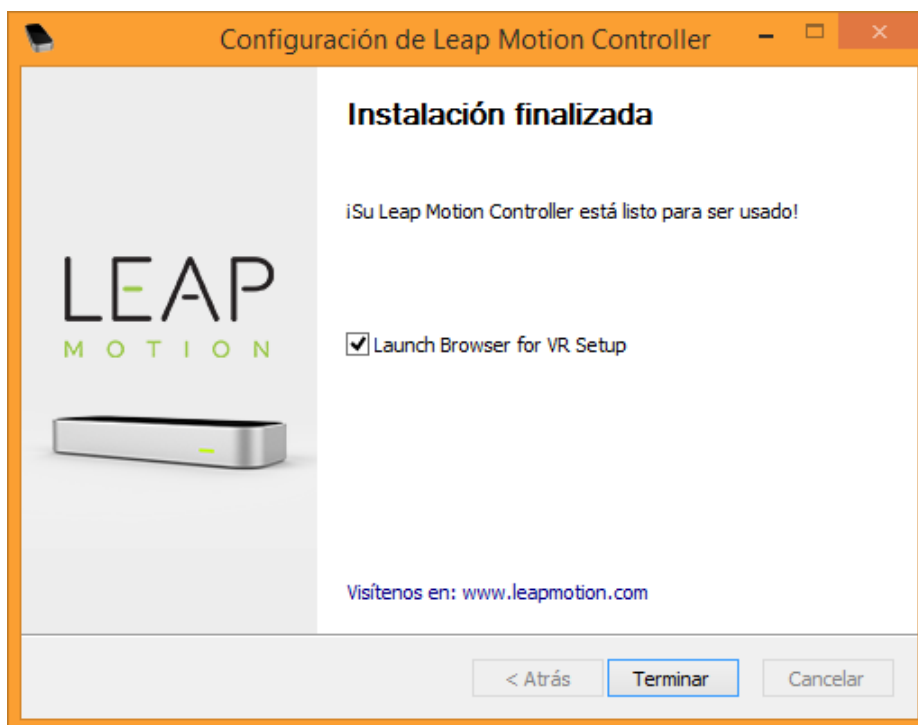 Configuración de Leap Motion Controller
Instalación finalizada
¡Su Leap Motion Controller está listo para ser usado!
LEAP
MOTION
Launch Browser for VR Setup
Visítenos en: www.leapmotion.com
< Atrás
Terminar
Cancelar